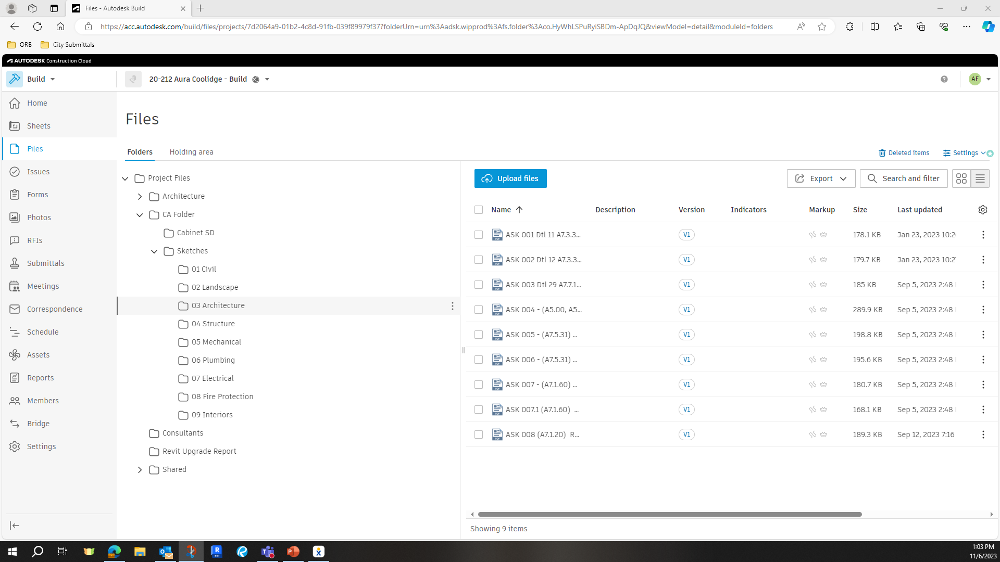 Files - Autodesk Build
https://acc.autodesk.com/build/files/projects/7d2064a9-01b2-4c8d-91fb-039f89979f37?folderUrn=urn%3Aadsk.wipprod%3Afs.folder%3Aco.HyWhLSPuRyiSBDm-ApDqJQ&viewModel=detail&moduleId=folders
ORB
City Submittals
AUTODESK Construction Cloud
Build
20-212 Aura Coolidge - Build
AF
Home
Sheets
Files
Issues
Forms
Photos
RFIs
Submittals
Meetings
Correspondence
Schedule
Assets
Reports
Members
Bridge
Settings
Files
Folders
Holding area
Deleted items
Settings
Project Files
Architecture
CA Folder
Cabinet SD
Sketches
01 Civil
02 Landscape
03 Architecture
04 Structure
05 Mechanical
06 Plumbing
07 Electrical
08 Fire Protection
09 Interiors
Consultants
Revit Upgrade Report
Shared
Upload files
Export
Search and filter
Name Description Version Indicators Markup Size Last updated
ASK 001 Dtl 11 A7.3.3... V1 178.1 KB Jan 23, 2023 10:26
ASK 002 Dtl 12 A7.3.3... V1 179.7 KB Jan 23, 2023 10:27
ASK 003 Dtl 29 A7.7.1... V1 185 KB Sep 5, 2023 2:48
ASK 004 - (A5.00, A5... V1 289.9 KB Sep 5, 2023 2:48
ASK 005 - (A7.5.31) ... V1 198.8 KB Sep 5, 2023 2:48
ASK 006 - (A7.5.31) ... V1 195.6 KB Sep 5, 2023 2:48
ASK 007 - (A7.1.60) ... V1 180.7 KB Sep 5, 2023 2:48
ASK 007.1 (A7.1.60) ... V1 168.1 KB Sep 5, 2023 2:48
ASK 008 (A7.1.20) R... V1 189.3 KB Sep 12, 2023 7:16
Showing 9 items
1:03 PM
11/6/2023